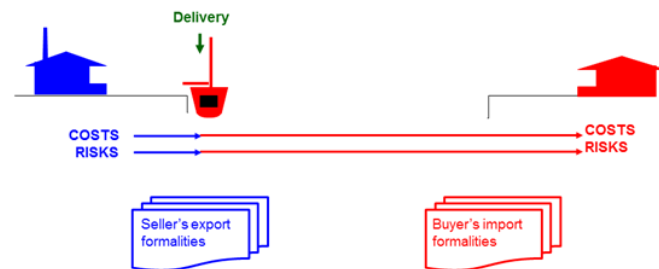 Delivery
COSTS
COSTS
RISKS
RISKS
Seller's export
formalities
Buyer's import
formalities